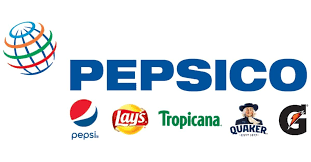 PEPSICO
pepsi
Lay's
Tropicana
QUAKER
G